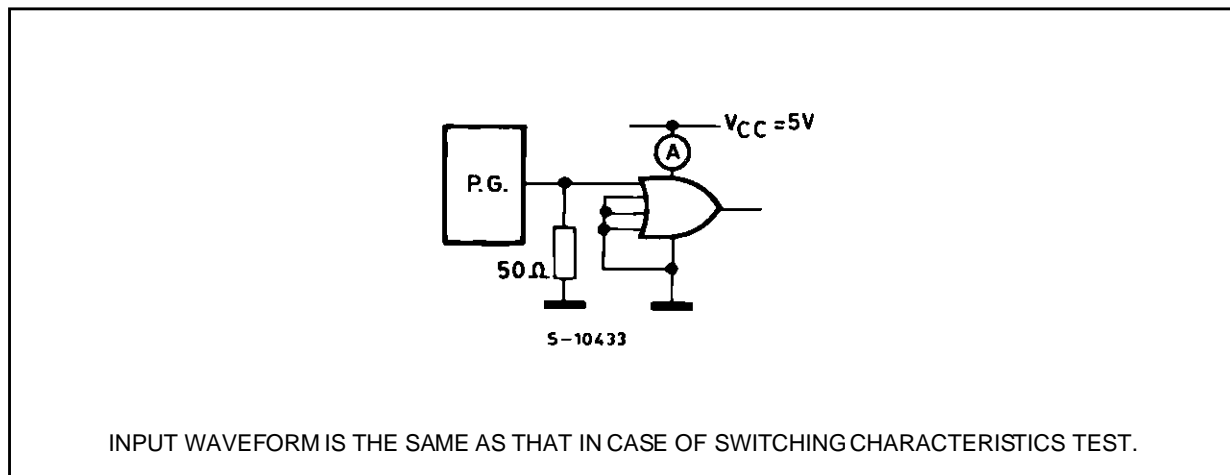 V_CC = 5V
A
P.G.
50Ω
S-10433
INPUT WAVEFORM IS THE SAME AS THAT IN CASE OF SWITCHING CHARACTERISTICS TEST.